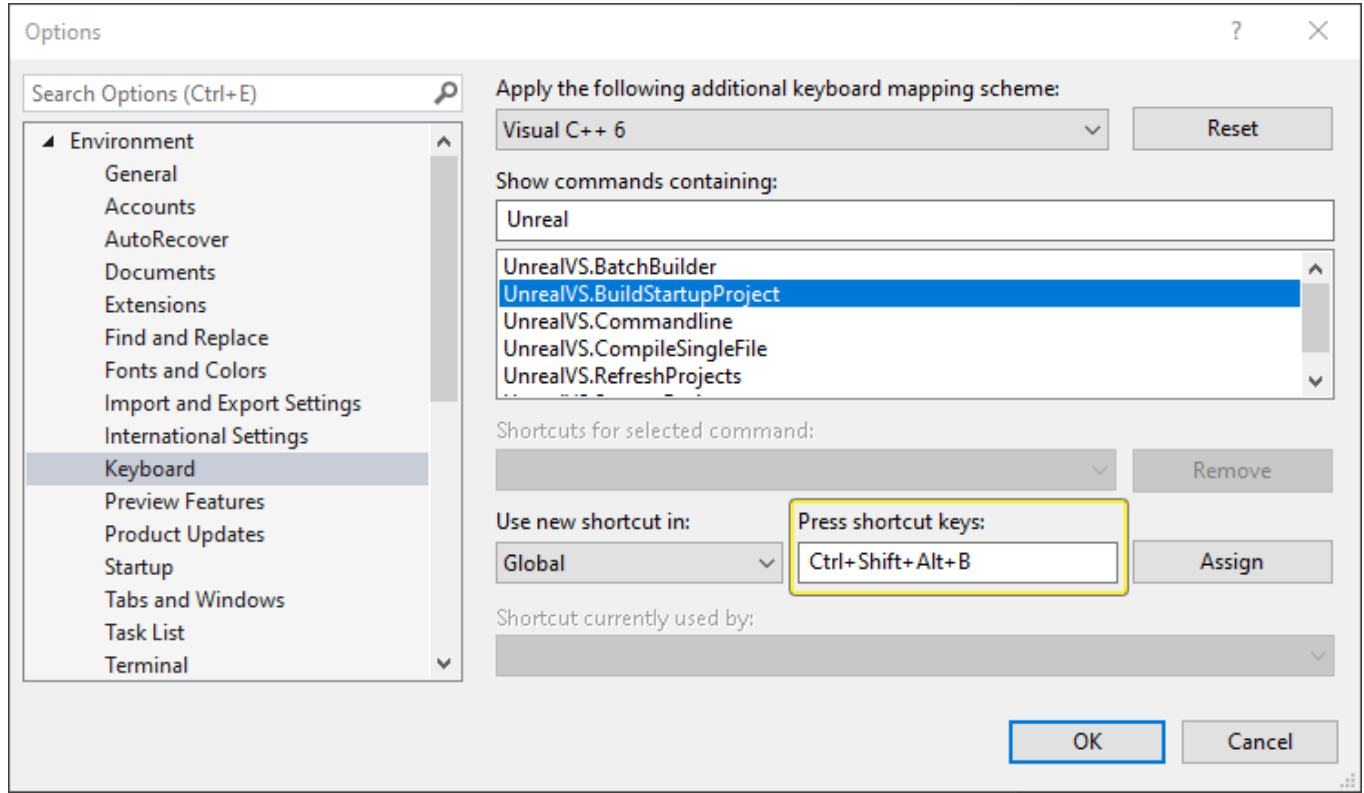 Options
?
Search Options (Ctrl+E)
Environment
General
Accounts
AutoRecover
Documents
Extensions
Find and Replace
Fonts and Colors
Import and Export Settings
International Settings
Keyboard
Preview Features
Product Updates
Startup
Tabs and Windows
Task List
Terminal
Apply the following additional keyboard mapping scheme:
Visual C++ 6
Reset
Show commands containing:
Unreal
UnrealVS.BatchBuilder
UnrealVS.BuildStartupProject
UnrealVS.Commandline
UnrealVS.CompileSingleFile
UnrealVS.RefreshProjects
Shortcuts for selected command:
Remove
Use new shortcut in:
Global
Press shortcut keys:
Ctrl+Shift+Alt+B
Assign
Shortcut currently used by:
OK
Cancel